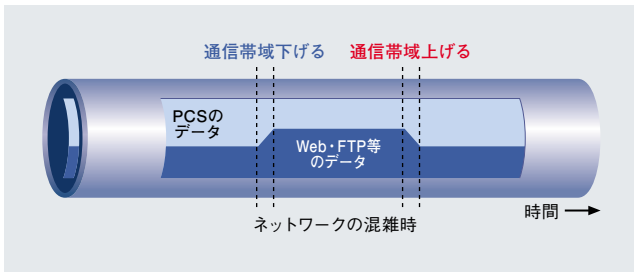 通信帯域下げる
通信帯域上げる
PCSの
データ
Web・FTP等
のデータ
ネットワークの混雑時
時間